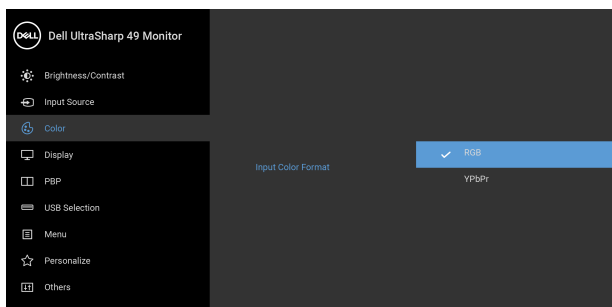 DELL Dell UltraSharp 49 Monitor
Brightness/Contrast
Input Source
Color
Display
PBP
USB Selection
Menu
Personalize
Others
Input Color Format
RGB
YPbPr